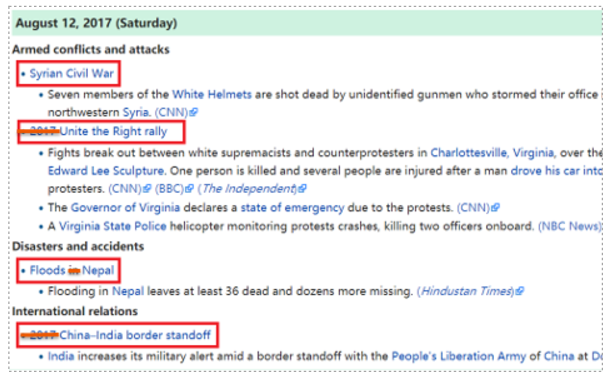 August 12, 2017 (Saturday)
Armed conflicts and attacks
• Syrian Civil War
• Seven members of the White Helmets are shot dead by unidentified gunmen who stormed their office
northwestern Syria. (CNN)
2017 Unite the Right rally
• Fights break out between white supremacists and counterprotesters in Charlottesville, Virginia, over the
Edward Lee Sculpture. One person is killed and several people are injured after a man drove his car into
protesters. (CNN) (BBC) (The Independent)
• The Governor of Virginia declares a state of emergency due to the protests. (CNN)
• A Virginia State Police helicopter monitoring protests crashes, killing two officers onboard. (NBC News)
Disasters and accidents
• Floods in Nepal
• Flooding in Nepal leaves at least 36 dead and dozens more missing. (Hindustan Times)
International relations
2017 China–India border standoff
• India increases its military alert amid a border standoff with the People's Liberation Army of China at